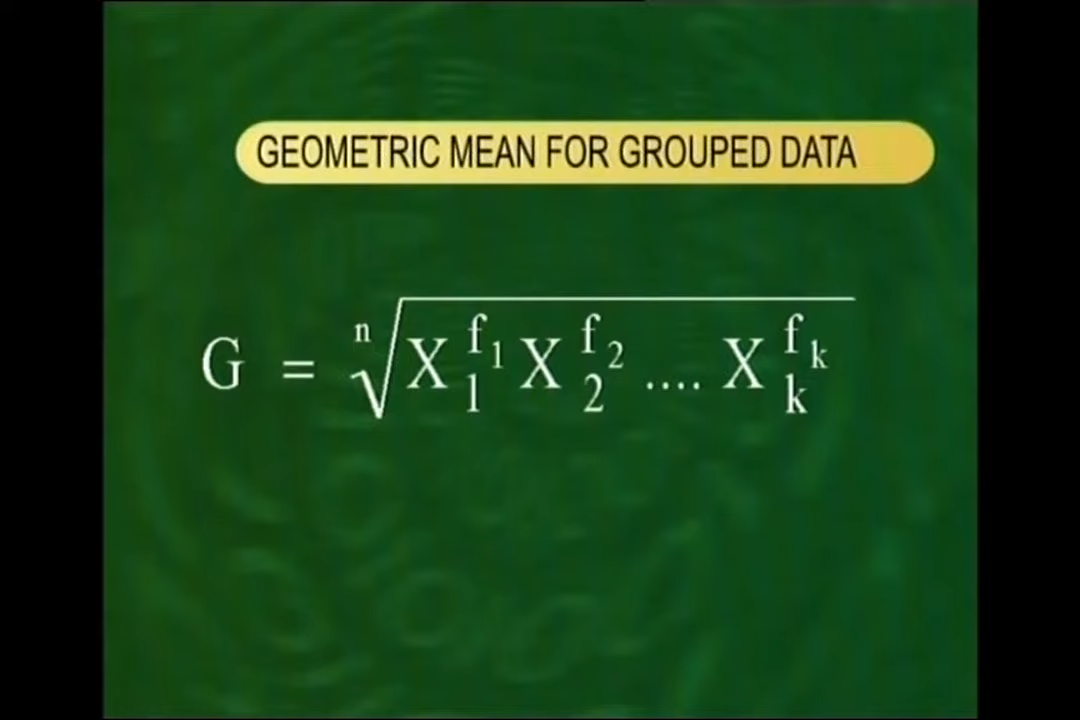 GEOMETRIC MEAN FOR GROUPED DATA
G = ⁿ√(X₁^f₁ X₂^f₂ .... Xₖ^fₖ)